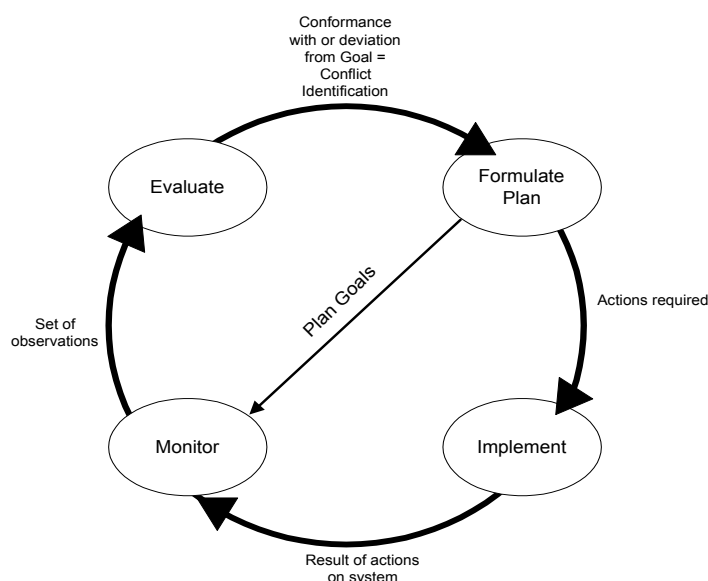 Conformance
with or deviation
from Goal =
Conflict
Identification
Evaluate
Formulate
Plan
Plan Goals
Actions required
Set of
observations
Monitor
Implement
Result of actions
on system